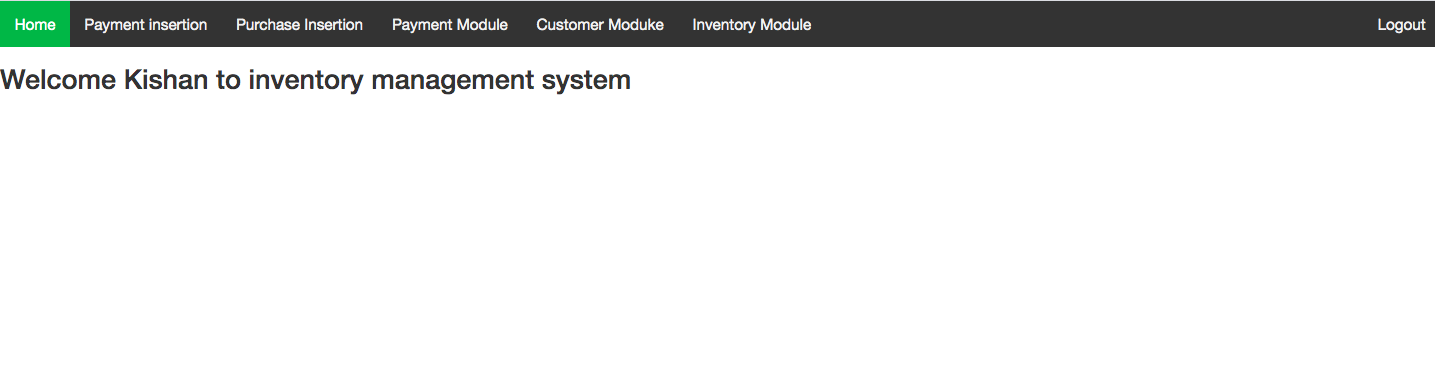 Home Payment insertion Purchase Insertion Payment Module Customer Moduke Inventory Module Logout
Welcome Kishan to inventory management system